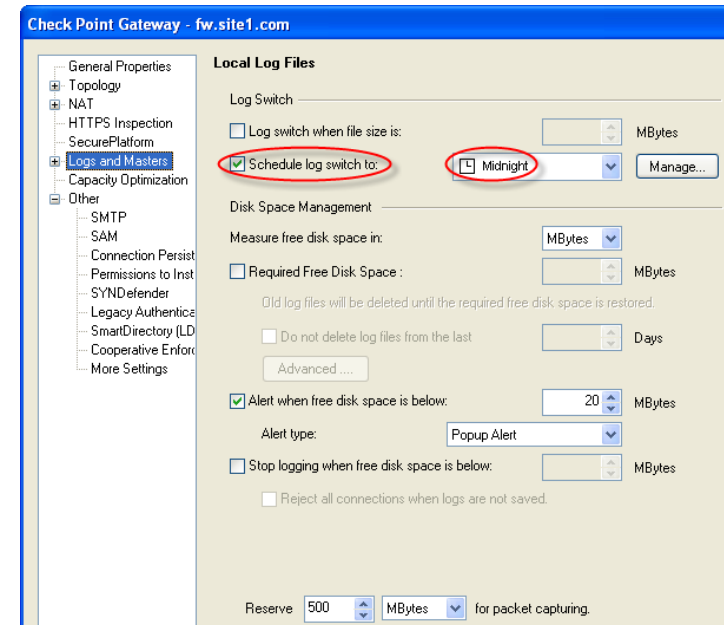 Check Point Gateway - fw.site1.com
General Properties
Topology
NAT
HTTPS Inspection
SecurePlatform
Logs and Masters
Capacity Optimization
Other
SMTP
SAM
Connection Persist
Permissions to Inst
SYNDefender
Legacy Authentica
SmartDirectory (LD
Cooperative Enforc
More Settings
Local Log Files
Log Switch
Log switch when file size is: MBytes
Schedule log switch to: Midnight Manage...
Disk Space Management
Measure free disk space in: MBytes
Required Free Disk Space : MBytes
Old log files will be deleted until the required free disk space is restored.
Do not delete log files from the last Days
Advanced ....
Alert when free disk space is below: 20 MBytes
Alert type: Popup Alert
Stop logging when free disk space is below: MBytes
Reject all connections when logs are not saved.
Reserve 500 MBytes for packet capturing.